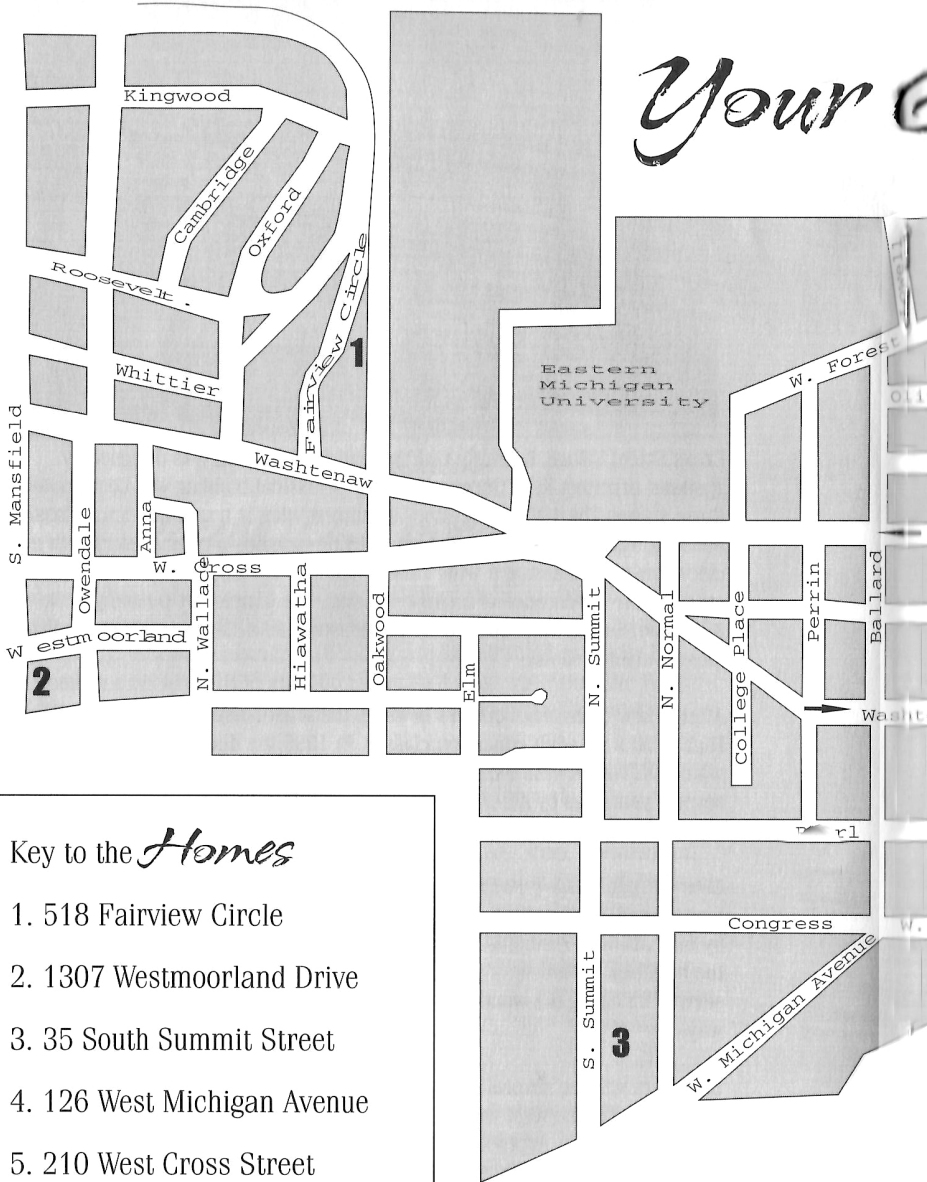 Your
Kingwood
Cambridge
Oxford
Roosevelt .
Fairview Circle
1
Whittier
Eastern
Michigan
University
W. Forest
Washtenaw
S. Mansfield
Owendale
Anna
W. Cross
N. Wallace
Hiawatha
Oakwood
Elm
N. Summit
N. Normal
College Place
Perrin
Ballard
Westmoorland
2
Congress
W.
S. Summit
3
W. Michigan Avenue
Key to the Homes
1. 518 Fairview Circle
2. 1307 Westmoorland Drive
3. 35 South Summit Street
4. 126 West Michigan Avenue
5. 210 West Cross Street